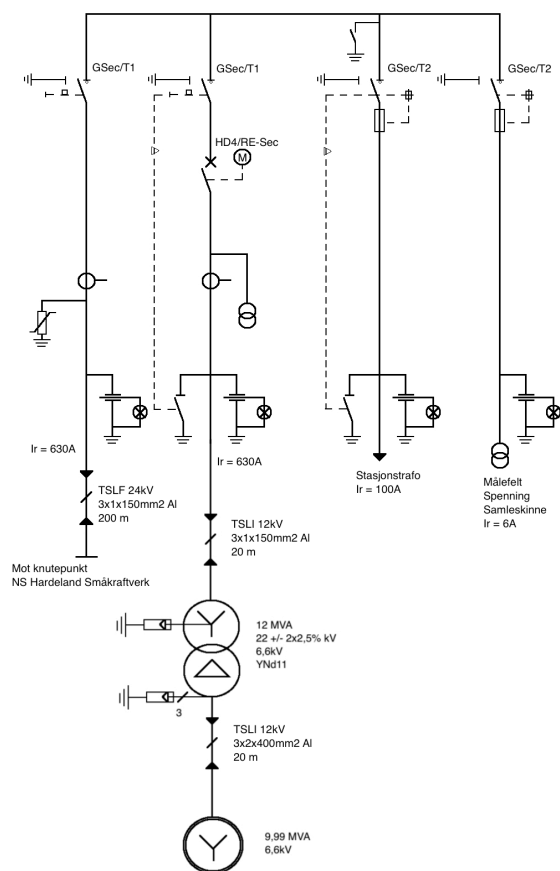 GSec/T1
GSec/T1
GSec/T2
GSec/T2
HD4/RE-Sec
M
Ir = 630A
Ir = 630A
TSLF 24kV
3x1x150mm2 Al
200 m
Mot knutepunkt
NS Hardeland Småkraftverk
Stasjonstrafo
Ir = 100A
Målefelt
Spenning
Samleskinne
Ir = 6A
TSLI 12kV
3x1x150mm2 Al
20 m
12 MVA
22 +/- 2x2,5% kV
6,6kV
YNd11
3
TSLI 12kV
3x2x400mm2 Al
20 m
9,99 MVA
6,6kV